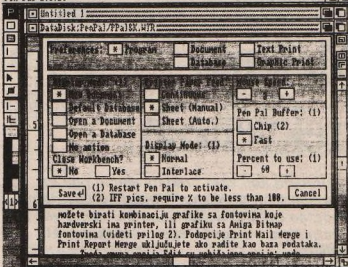 Untitled 1
DataDisk:PenPal/PPal$K.WTR
Preferences: * Program Document Text Print
Database Graphic Print
Default Database
Open a Document
Open a Database
No action
Close Workbench?
* No Yes
Continuous
* Sheet (Manual)
Sheet (Auto.)
Display Mode: (1)
* Normal
Interlace
- 0 +
Pen Pal Buffer: (1)
Chip (2)
* Fast
Percent to use: (1)
- 60 +
Save (1) Restart Pen Pal to activate.
(2) IFF pics. require % to be less than 100.
Cancel
možete birati kombinaciju grafike sa fontovima koje
hardverski ima printer, ili grafiku sa Amiga Bitmap
fontovima (videti prilog 2). Podopcije Print Mail Merge i
Print Report Merge uključujete ako radite kao baza podataka.